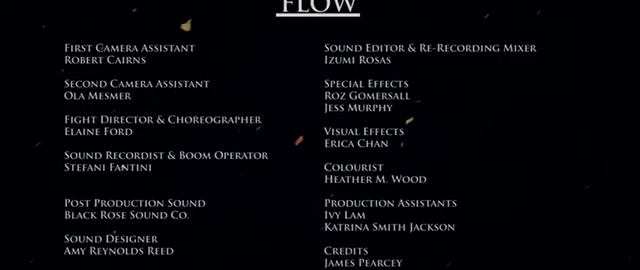 FLOW
First Camera Assistant
Robert Cairns
Second Camera Assistant
Ola Mesmer
Fight Director & Choreographer
Elaine Ford
Sound Recordist & Boom Operator
Stefani Fantini
Post Production Sound
Black Rose Sound Co.
Sound Designer
Amy Reynolds Reed
Sound Editor & Re-Recording Mixer
Izumi Rosas
Special Effects
Roz Gomersall
Jess Murphy
Visual Effects
Erica Chan
Colourist
Heather M. Wood
Production Assistants
Ivy Lam
Katrina Smith Jackson
Credits
James Pearcey